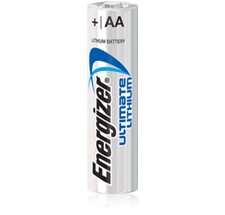 + | AA
LITHIUM BATTERY
Energizer®
ULTIMATE
LITHIUM